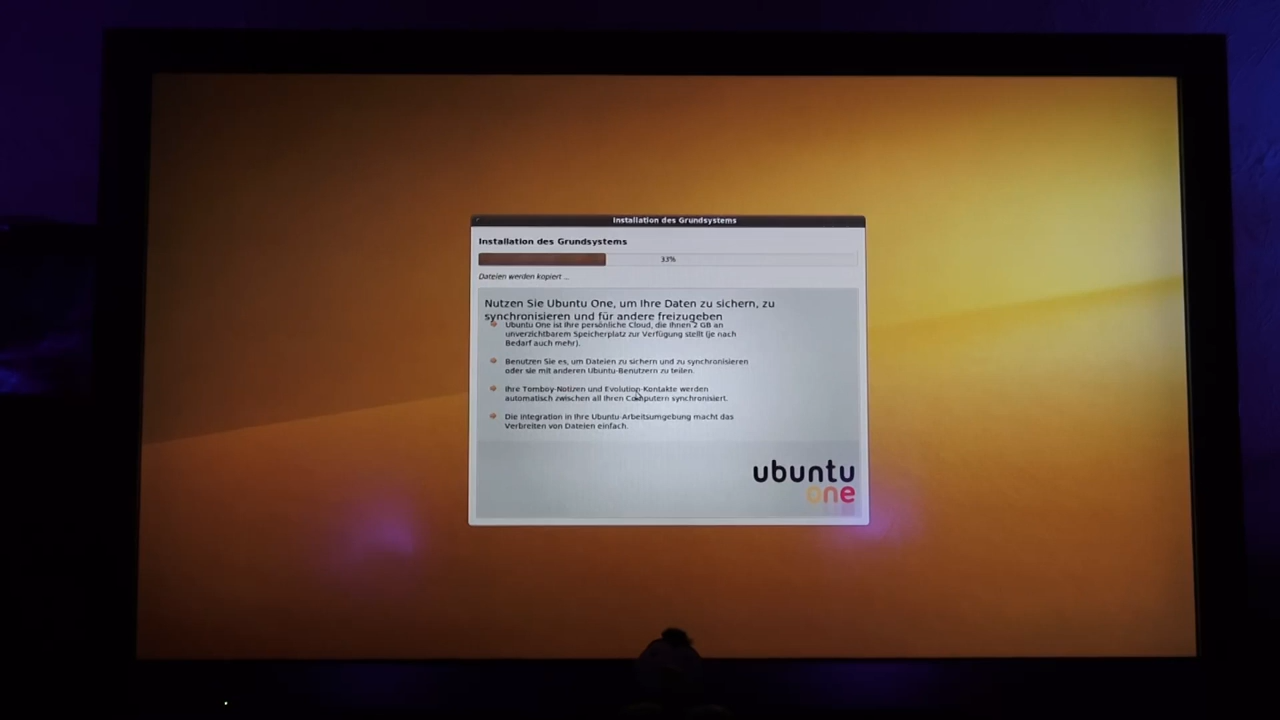 Installation des Grundsystems
Installation des Grundsystems
33%
Dateien werden kopiert ...
Nutzen Sie Ubuntu One, um Ihre Daten zu sichern, zu
synchronisieren und für andere freizugeben
Ubuntu One ist Ihre persönliche Cloud, die Ihnen 2 GB an
unverzichtbarem Speicherplatz zur Verfügung stellt (je nach
Bedarf auch mehr).
Benutzen Sie es, um Dateien zu sichern und zu synchronisieren
oder sie mit anderen Ubuntu-Benutzern zu teilen.
Ihre Tomboy-Notizen und Evolution-Kontakte werden
automatisch zwischen all Ihren Computern synchronisiert.
Die Integration in Ihre Ubuntu-Arbeitsumgebung macht das
Verbreiten von Dateien einfach.
ubuntu
one